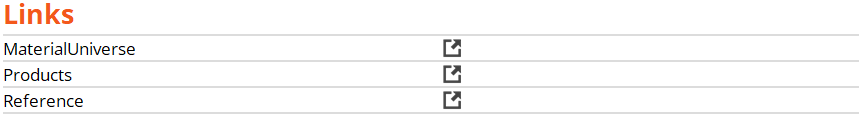 Links
MaterialUniverse
Products
Reference